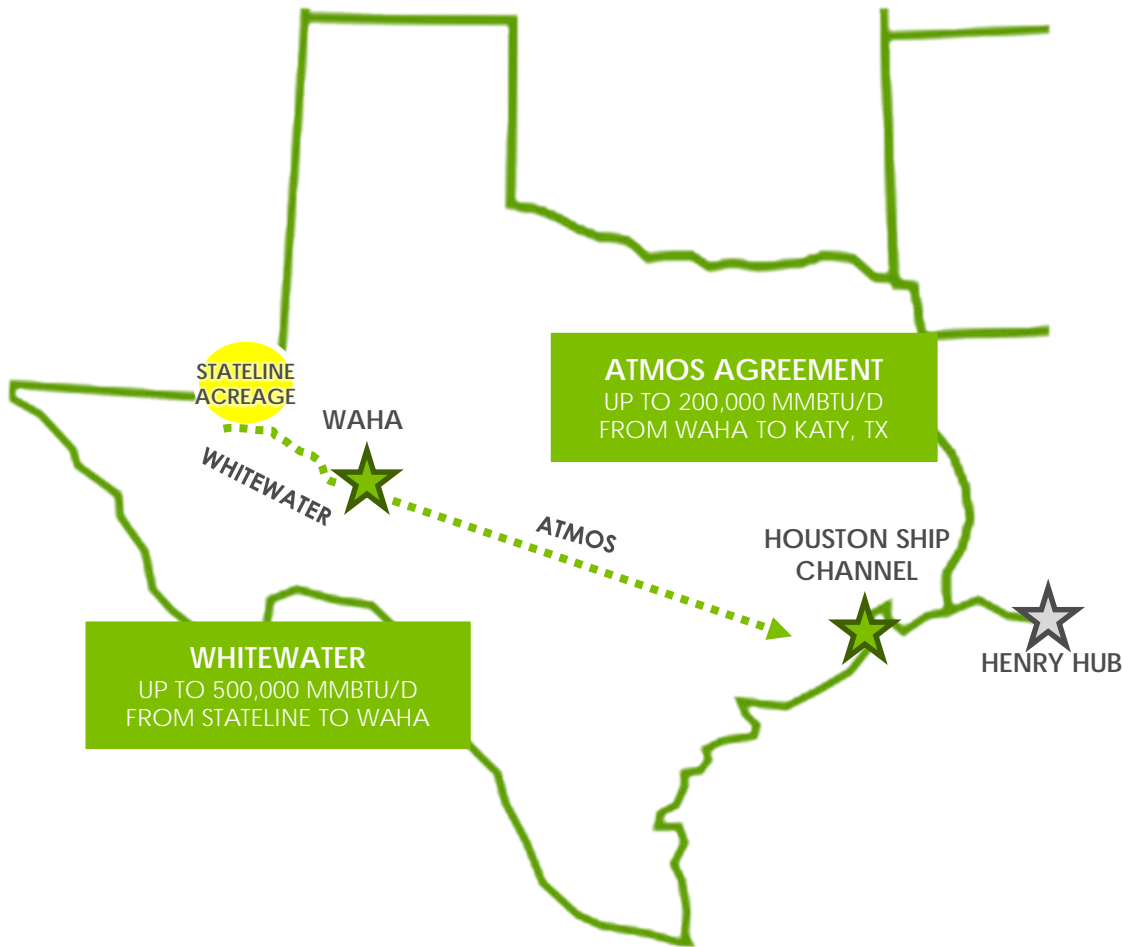 STATELINE
ACREAGE
WAHA
WHITEWATER
ATMOS AGREEMENT
UP TO 200,000 MMBTU/D
FROM WAHA TO KATY, TX
ATMOS
HOUSTON SHIP
CHANNEL
HENRY HUB
WHITEWATER
UP TO 500,000 MMBTU/D
FROM STATELINE TO WAHA